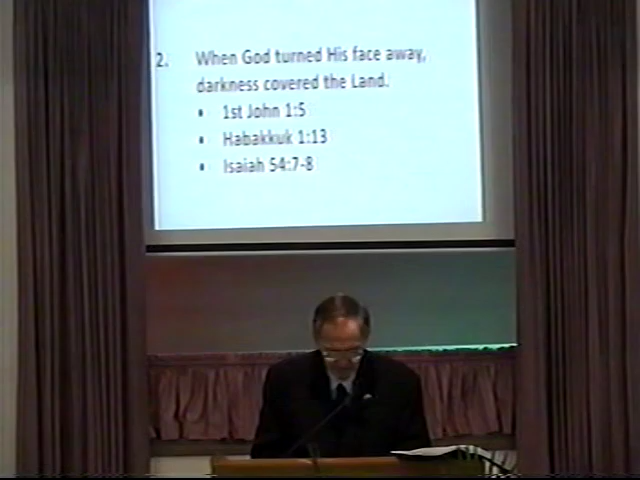 2. When God turned His face away,
darkness covered the Land.
• 1st John 1:5
• Habakkuk 1:13
• Isaiah 54:7-8